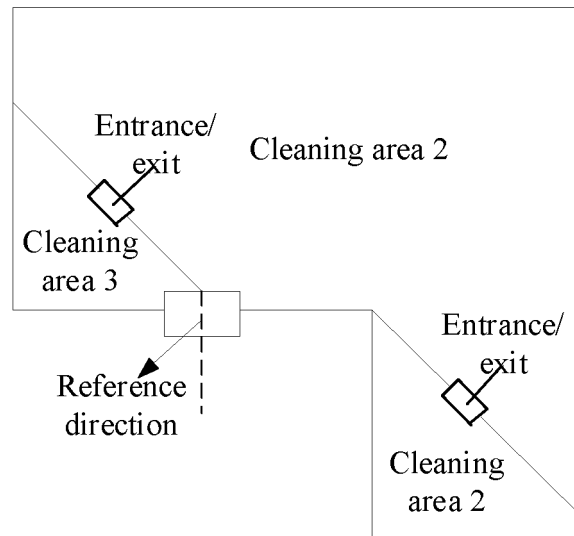 Entrance/
exit
Cleaning area 2
Cleaning
area 3
Entrance/
exit
Reference
direction
Cleaning
area 2